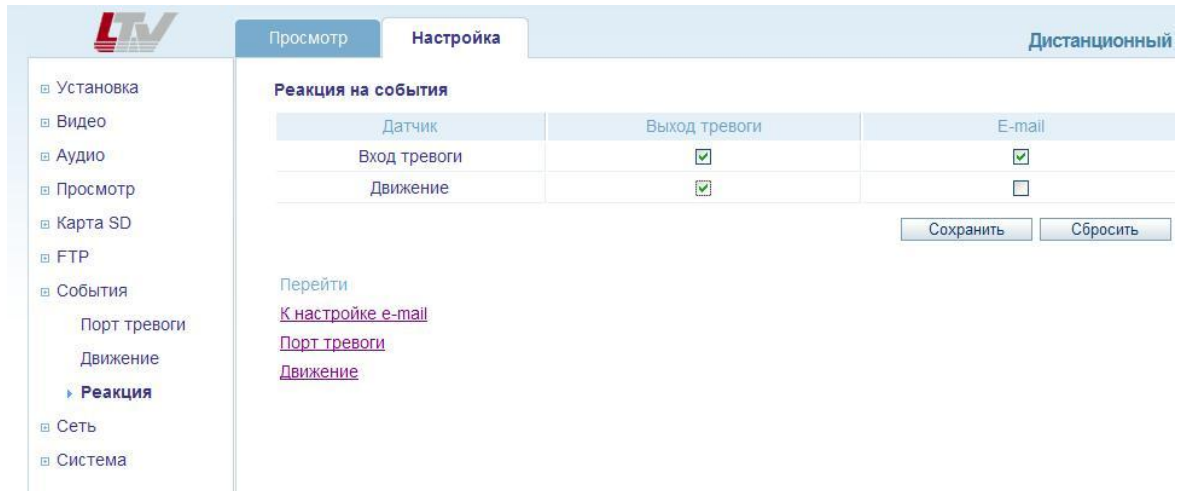 LTV
Просмотр
Настройка
Дистанционный
Установка
Видео
Аудио
Просмотр
Карта SD
FTP
События
Порт тревоги
Движение
Реакция
Сеть
Система
Реакция на события
Датчик Выход тревоги E-mail
Вход тревоги
Движение
Сохранить Сбросить
Перейти
К настройке e-mail
Порт тревоги
Движение